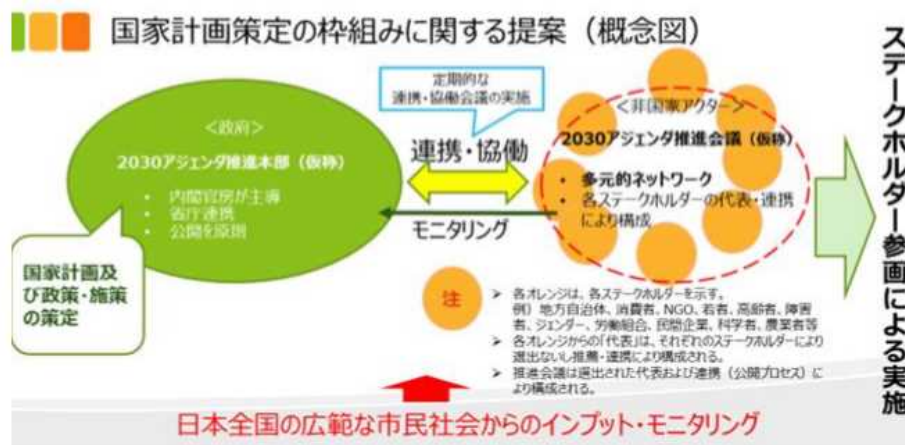 国家計画策定の枠組みに関する提案（概念図）
定期的な
連携・協働会議の実施
＜政府＞
2030アジェンダ推進本部（仮称）
• 内閣官房が主導
• 省庁連携
• 公開を原則
国家計画及
び政策・施策
の策定
連携・協働
モニタリング
＜非国家アクター＞
2030アジェンダ推進会議（仮称）
• 多元的ネットワーク
• 各ステークホルダーの代表・連携
により構成
注
➢ 各オレンジは、各ステークホルダーを示す。
例）地方自治体、消費者、NGO、若者、高齢者、障害
者、ジェンダー、労働組合、民間企業、科学者、農業者等
➢ 各オレンジからの「代表」は、それぞれのステークホルダーにより
選出ないし推薦・連携により構成される。
➢ 推進会議は選出された代表および連携（公開プロセス）に
より構成される。
日本全国の広範な市民社会からのインプット・モニタリング
ステークホルダー参画による実施